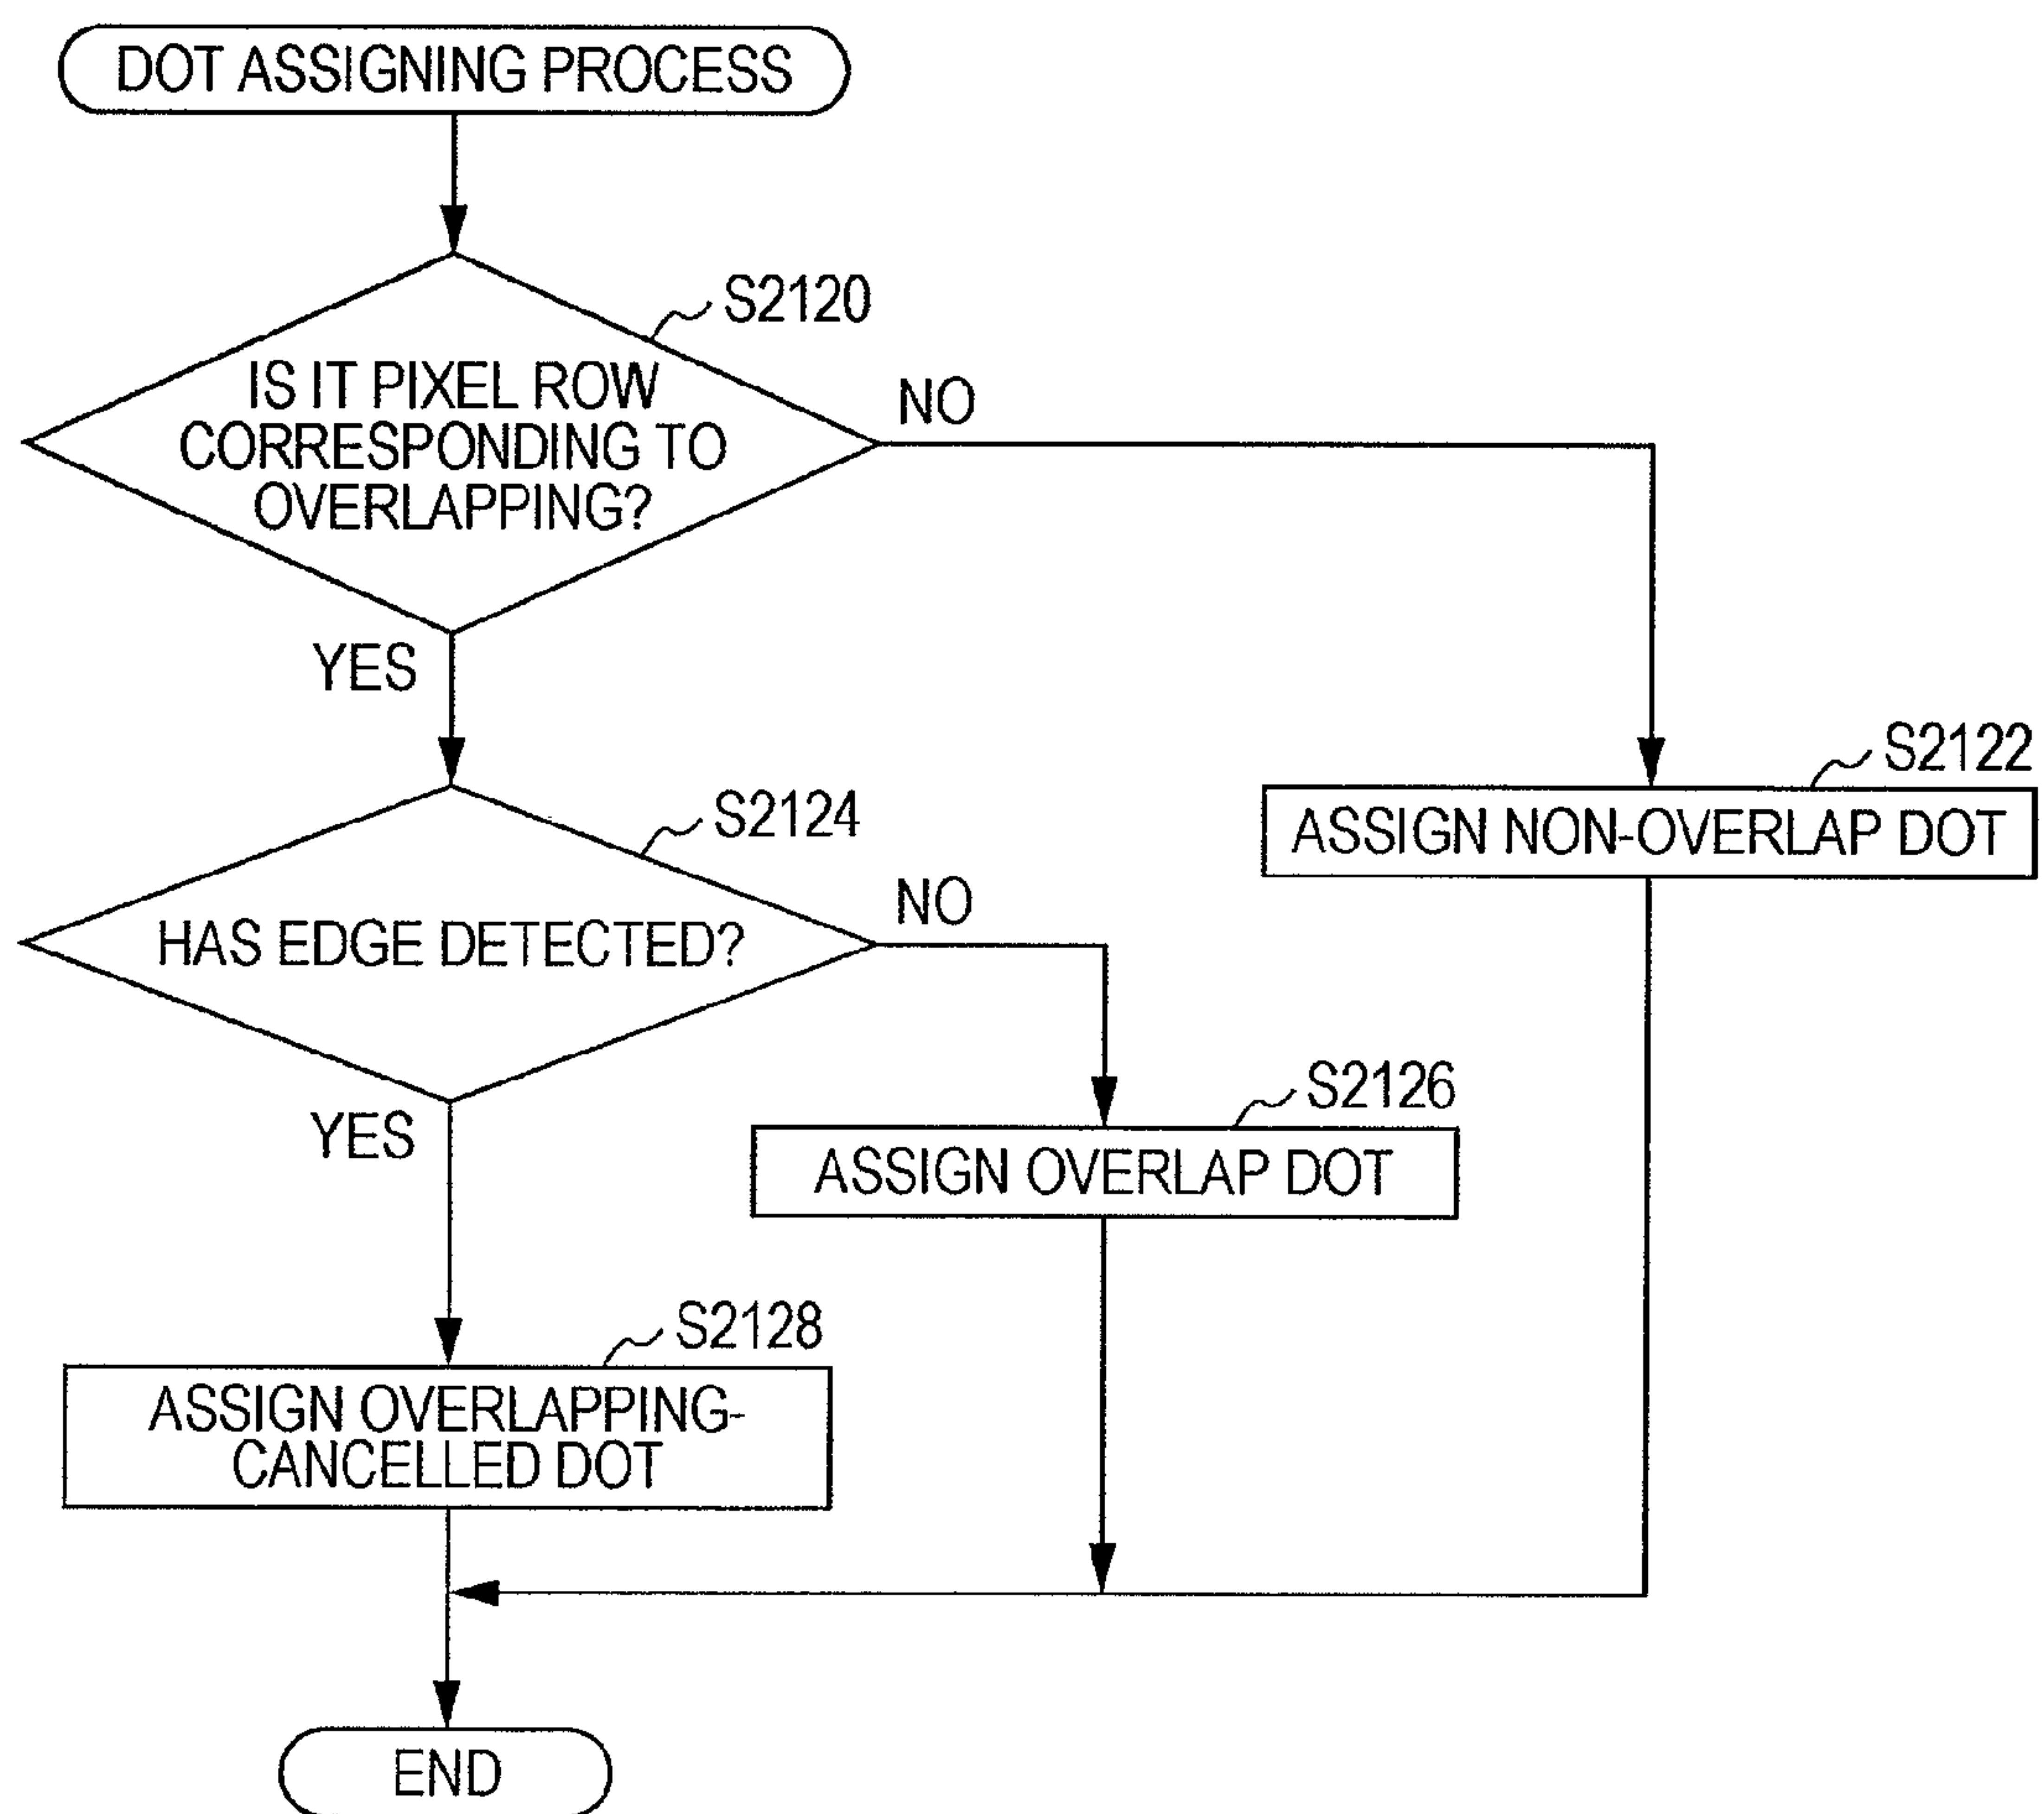 DOT ASSIGNING PROCESS
S2120
IS IT PIXEL ROW
CORRESPONDING TO
OVERLAPPING?
NO
YES
S2122
ASSIGN NON-OVERLAP DOT
S2124
HAS EDGE DETECTED?
NO
YES
S2126
ASSIGN OVERLAP DOT
S2128
ASSIGN OVERLAPPING-
CANCELLED DOT
END